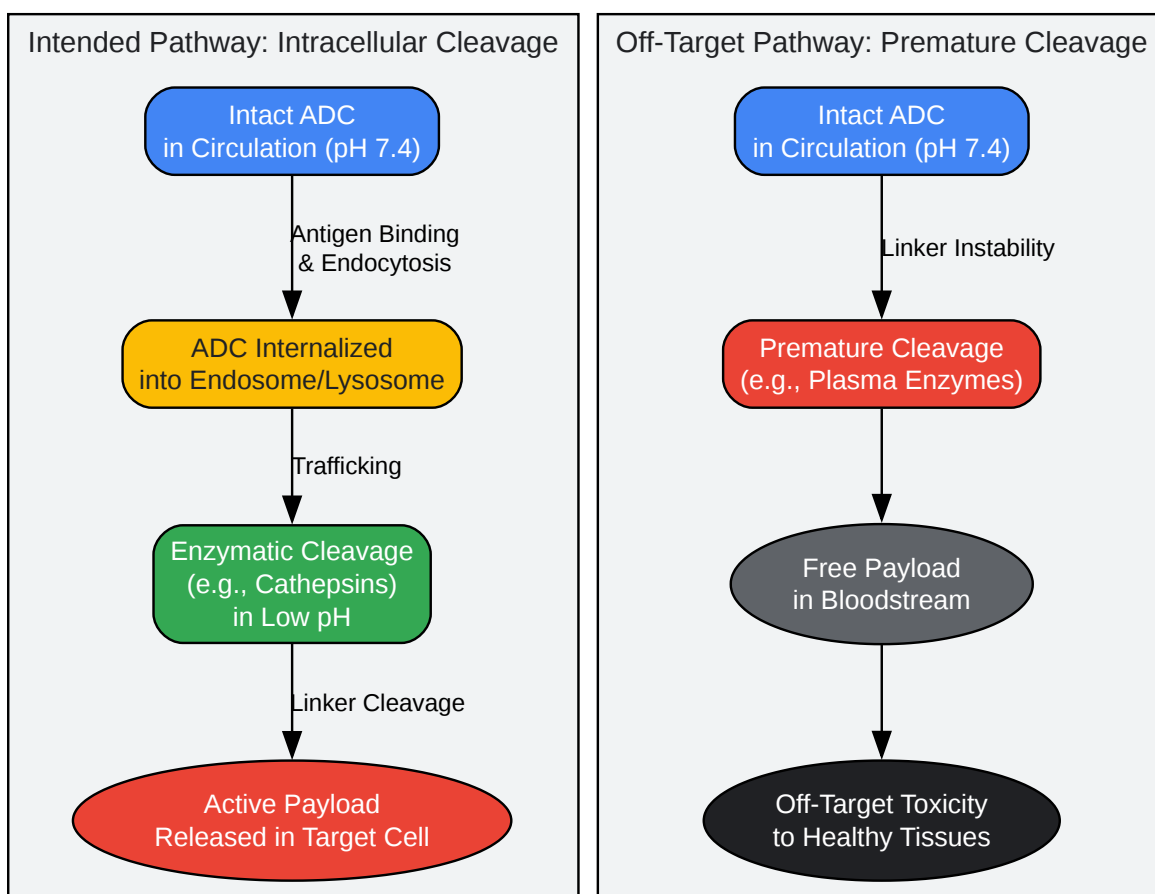 Intended Pathway: Intracellular Cleavage
Intact ADC
in Circulation (pH 7.4)
Antigen Binding
& Endocytosis
ADC Internalized
into Endosome/Lysosome
Trafficking
Enzymatic Cleavage
(e.g., Cathepsins)
in Low pH
Linker Cleavage
Active Payload
Released in Target Cell
Off-Target Pathway: Premature Cleavage
Intact ADC
in Circulation (pH 7.4)
Linker Instability
Premature Cleavage
(e.g., Plasma Enzymes)
Free Payload
in Bloodstream
Off-Target Toxicity
to Healthy Tissues